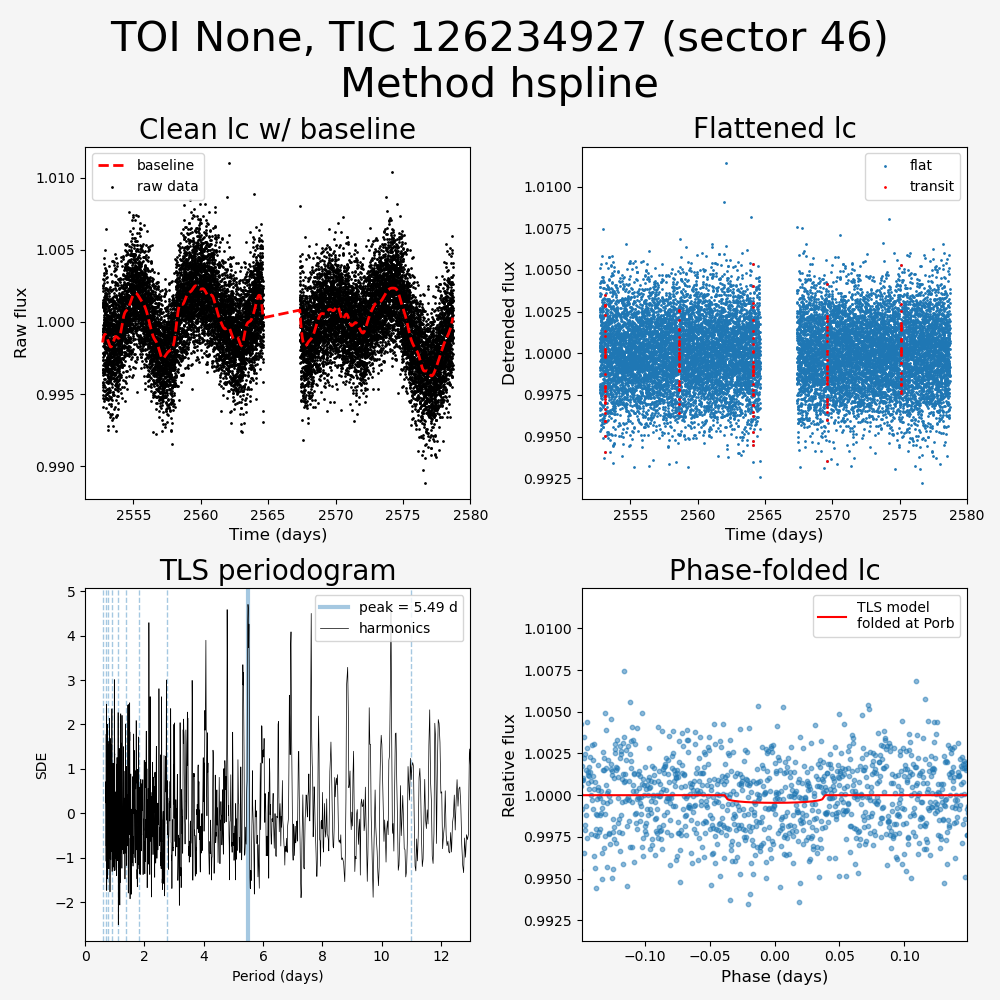 TOI None, TIC 126234927 (sector 46)
Method hspline
Clean lc w/ baseline
baseline
raw data
1.010
1.005
1.000
0.995
0.990
Raw flux
2555 2560 2565 2570 2575 2580
Time (days)
Flattened lc
flat
transit
1.0100
1.0075
1.0050
1.0025
1.0000
0.9975
0.9950
0.9925
Detrended flux
2555 2560 2565 2570 2575 2580
Time (days)
TLS periodogram
peak = 5.49 d
harmonics
5
4
3
2
1
0
−1
−2
SDE
0 2 4 6 8 10 12
Period (days)
Phase-folded lc
TLS model
folded at Porb
1.0100
1.0075
1.0050
1.0025
1.0000
0.9975
0.9950
0.9925
Relative flux
−0.10 −0.05 0.00 0.05 0.10
Phase (days)